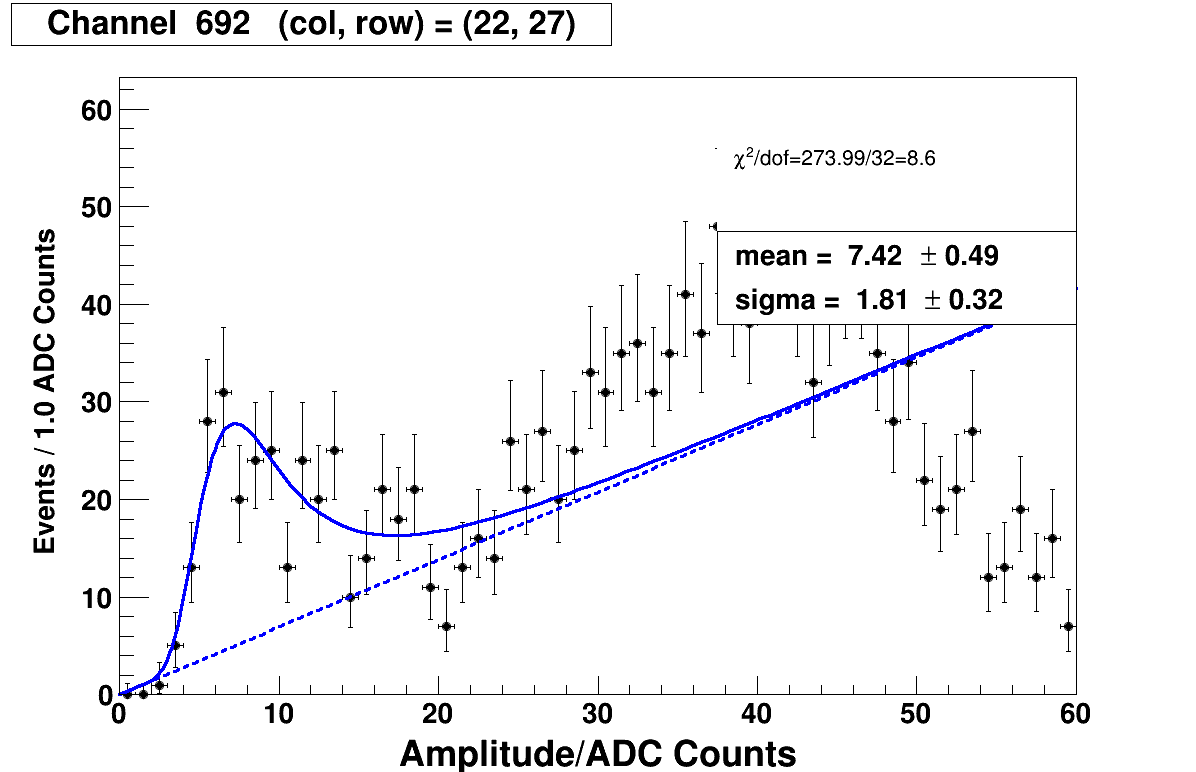 Channel 692 (col, row) = (22, 27)
χ²/dof=273.99/32=8.6
mean = 7.42 ± 0.49
sigma = 1.81 ± 0.32
Events / 1.0 ADC Counts
60
50
40
30
20
10
0
0 10 20 30 40 50 60
Amplitude/ADC Counts